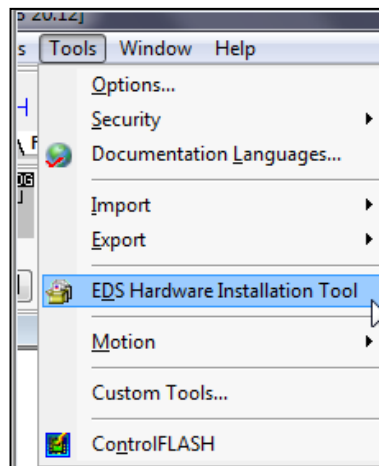 5 20.12]
s Tools Window Help
Options...
Security
Documentation Languages...
Import
Export
EDS Hardware Installation Tool
Motion
Custom Tools...
ControlFLASH